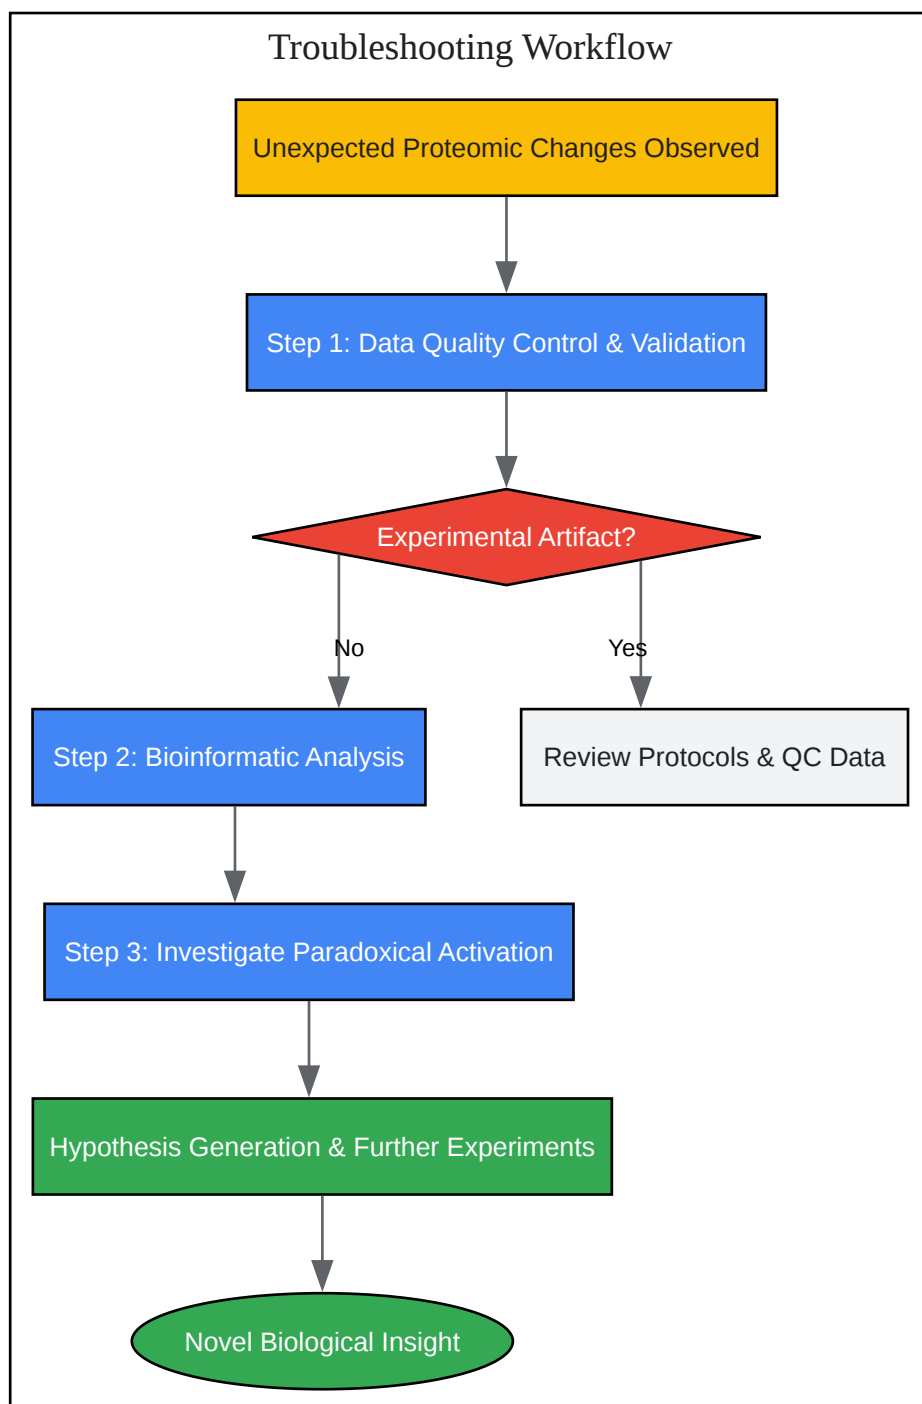 Troubleshooting Workflow
Unexpected Proteomic Changes Observed
Step 1: Data Quality Control & Validation
Experimental Artifact?
No
Yes
Step 2: Bioinformatic Analysis
Review Protocols & QC Data
Step 3: Investigate Paradoxical Activation
Hypothesis Generation & Further Experiments
Novel Biological Insight